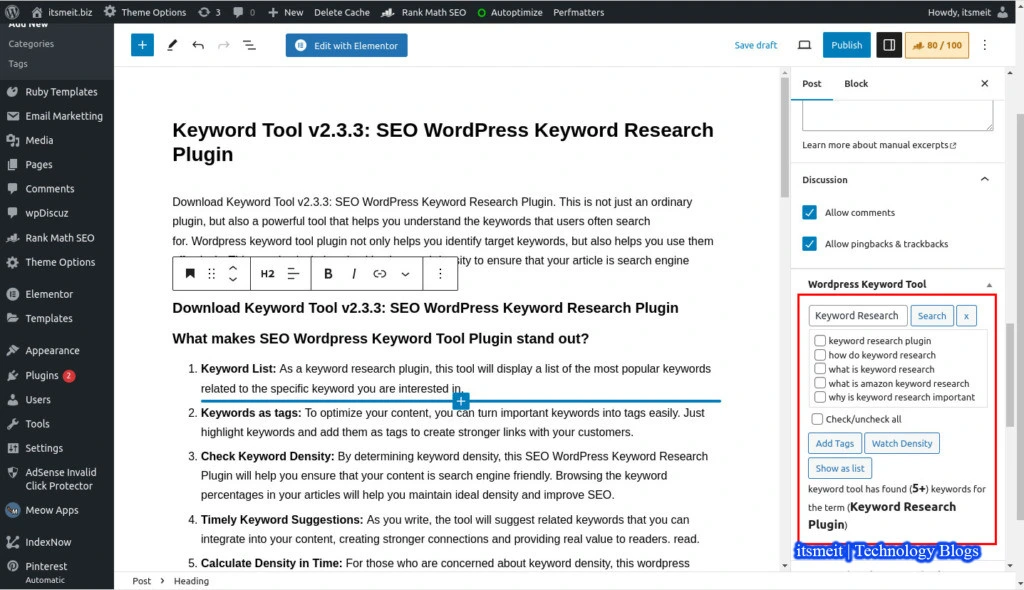 itsmeit.biz Theme Options 3 0 New Delete Cache Rank Math SEO Autoptimize Perfmatters Howdy, itsmeit
Add New
Categories
Tags
Ruby Templates
Email Marketing
Media
Pages
Comments
wpDiscuz
Rank Math SEO
Theme Options
Elementor
Templates
Appearance
Plugins 2
Users
Tools
Settings
AdSense Invalid
Click Protector
Meow Apps
IndexNow
Pinterest
Automatic
Edit with Elementor
Save draft
Publish
80 / 100
Keyword Tool v2.3.3: SEO WordPress Keyword Research
Plugin
Download Keyword Tool v2.3.3: SEO WordPress Keyword Research Plugin. This is not just an ordinary
plugin, but also a powerful tool that helps you understand the keywords that users often search
for. Wordpress keyword tool plugin not only helps you identify target keywords, but also helps you use them
sity to ensure that your article is search engine
H2 B I
Download Keyword Tool v2.3.3: SEO WordPress Keyword Research Plugin
What makes SEO Wordpress Keyword Tool Plugin stand out?
1. Keyword List: As a keyword research plugin, this tool will display a list of the most popular keywords
related to the specific keyword you are interested in.
2. Keywords as tags: To optimize your content, you can turn important keywords into tags easily. Just
highlight keywords and add them as tags to create stronger links with your customers.
3. Check Keyword Density: By determining keyword density, this SEO WordPress Keyword Research
Plugin will help you ensure that your content is search engine friendly. Browsing the keyword
percentages in your articles will help you maintain ideal density and improve SEO.
4. Timely Keyword Suggestions: As you write, the tool will suggest related keywords that you can
integrate into your content, creating stronger connections and providing real value to readers. read.
5. Calculate Density in Time: For those who are concerned about keyword density, this wordpress
Post › Heading
Post Block
Learn more about manual excerpts
Discussion
Allow comments
Allow pingbacks & trackbacks
Wordpress Keyword Tool
Keyword Research Search x
keyword research plugin
how do keyword research
what is keyword research
what is amazon keyword research
why is keyword research important
Check/uncheck all
Add Tags Watch Density
Show as list
keyword tool has found (5+) keywords for
the term (Keyword Research
Plugin)
itsmeit | Technology Blogs